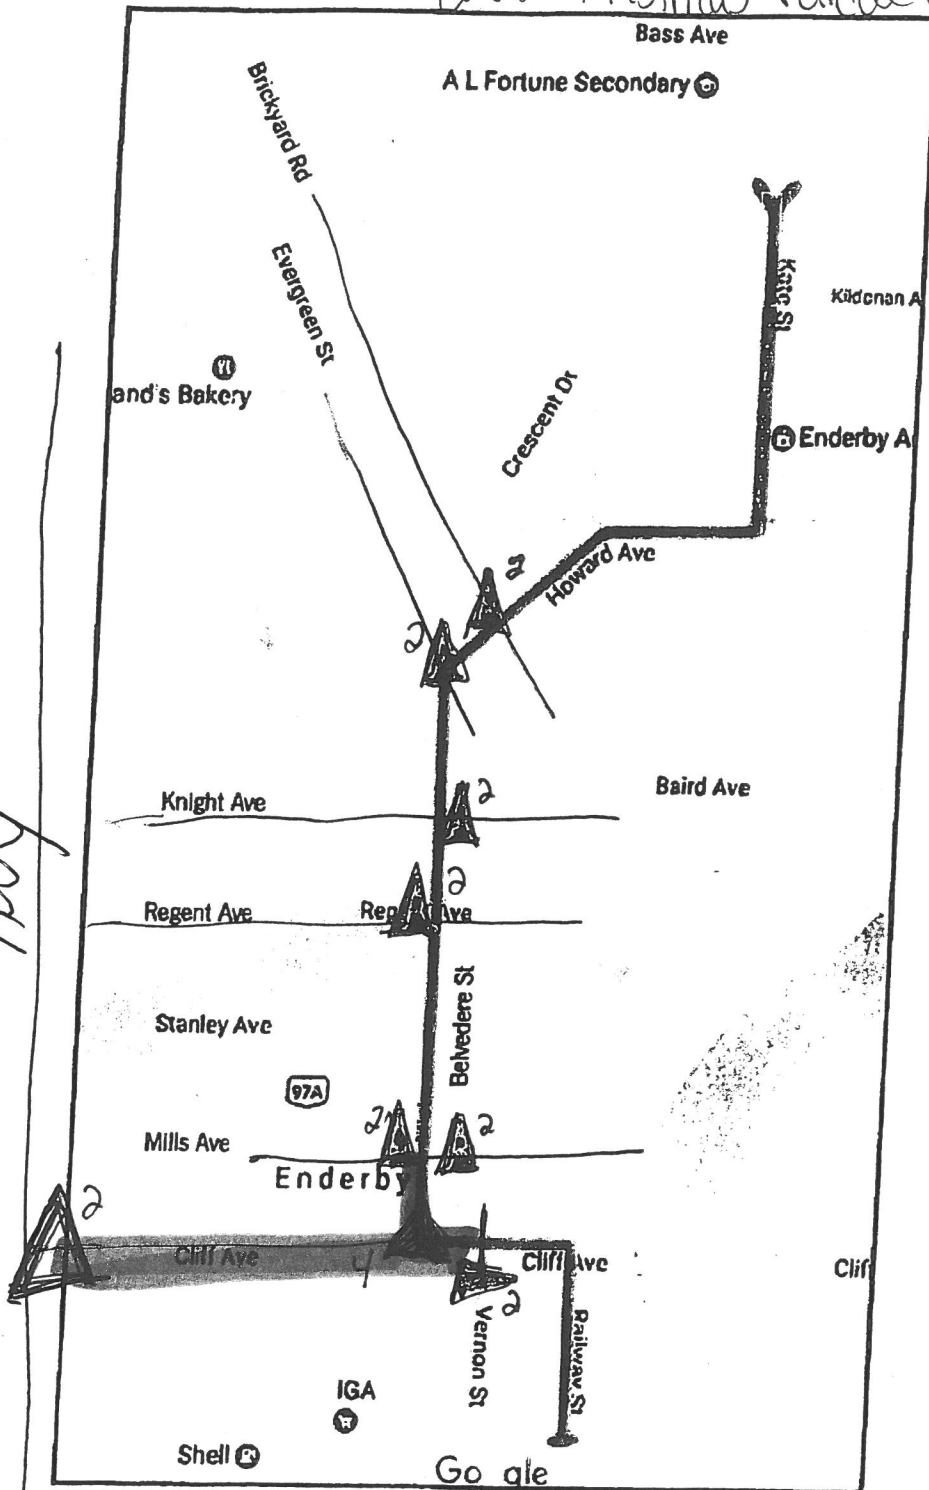 Bass Ave
A L Fortune Secondary
Brickyard Rd
Evergreen St
Kate St
Kildonan A
and's Bakery
Crescent Dr
Enderby A
Howard Ave
2
2
Knight Ave
2
Baird Ave
2
Regent Ave
Ave
Stanley Ave
Belvedere St
97A
2
2
Mills Ave
Enderby
2
Cliff Ave
4
Cliff Ave
Clif
2
Vernon St
Railway St
IGA
Shell
Go gle